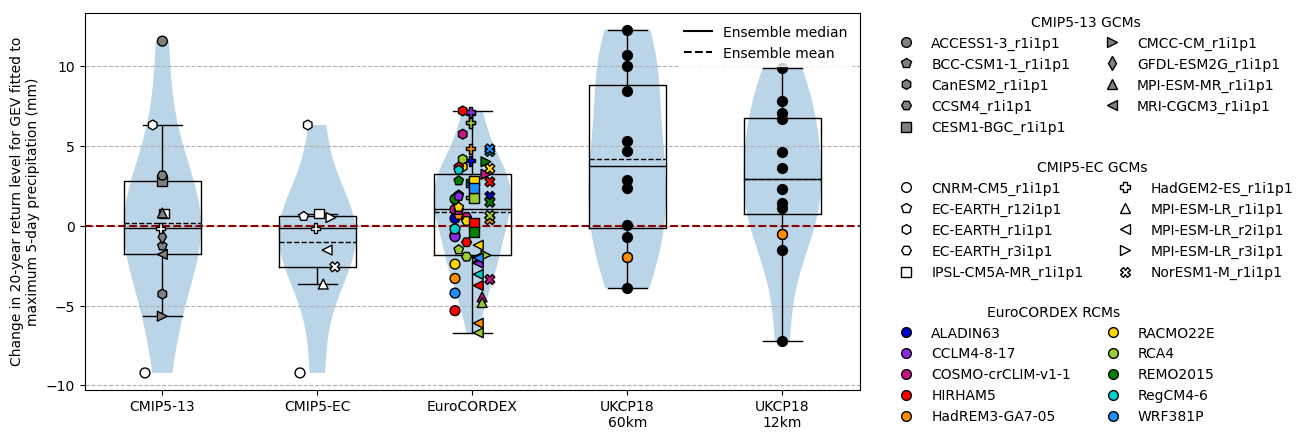 Change in 20-year return level for GEV fitted to
maximum 5-day precipitation (mm)
10
5
0
−5
−10
Ensemble median
Ensemble mean
CMIP5-13
CMIP5-EC
EuroCORDEX
UKCP18
60km
UKCP18
12km
CMIP5-13 GCMs
ACCESS1-3_r1i1p1
BCC-CSM1-1_r1i1p1
CanESM2_r1i1p1
CCSM4_r1i1p1
CESM1-BGC_r1i1p1
CMCC-CM_r1i1p1
GFDL-ESM2G_r1i1p1
MPI-ESM-MR_r1i1p1
MRI-CGCM3_r1i1p1
CMIP5-EC GCMs
CNRM-CM5_r1i1p1
EC-EARTH_r12i1p1
EC-EARTH_r1i1p1
EC-EARTH_r3i1p1
IPSL-CM5A-MR_r1i1p1
HadGEM2-ES_r1i1p1
MPI-ESM-LR_r1i1p1
MPI-ESM-LR_r2i1p1
MPI-ESM-LR_r3i1p1
NorESM1-M_r1i1p1
EuroCORDEX RCMs
ALADIN63
CCLM4-8-17
COSMO-crCLIM-v1-1
HIRHAM5
HadREM3-GA7-05
RACMO22E
RCA4
REMO2015
RegCM4-6
WRF381P